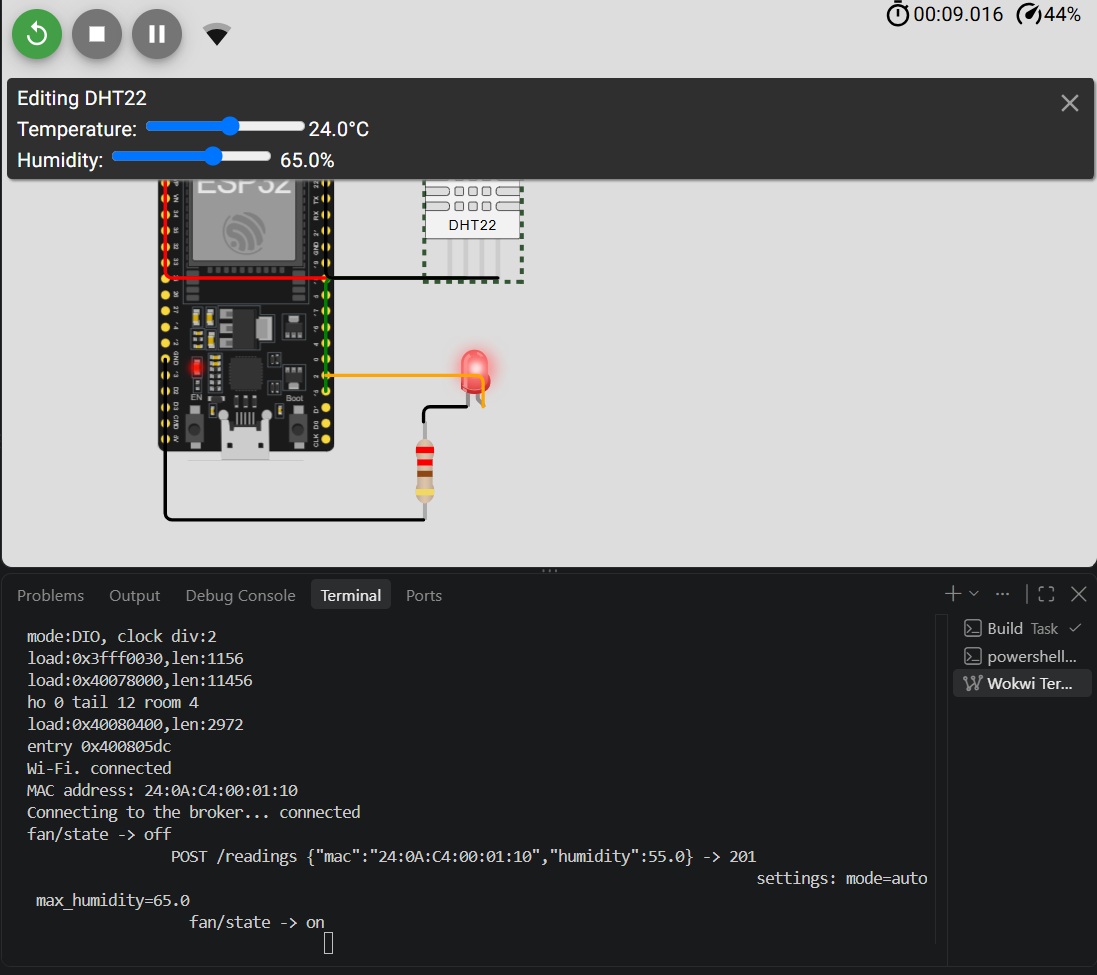 00:09.016 44%
Editing DHT22
Temperature: 24.0°C
Humidity: 65.0%
ESP32
DHT22
EN
Boot
Problems Output Debug Console Terminal Ports
mode:DIO, clock div:2
load:0x3fff0030,len:1156
load:0x40078000,len:11456
ho 0 tail 12 room 4
load:0x40080400,len:2972
entry 0x400805dc
Wi-Fi. connected
MAC address: 24:0A:C4:00:01:10
Connecting to the broker... connected
fan/state -> off
POST /readings {"mac":"24:0A:C4:00:01:10","humidity":55.0} -> 201
settings: mode=auto
max_humidity=65.0
fan/state -> on
Build Task
powershell...
Wokwi Ter...